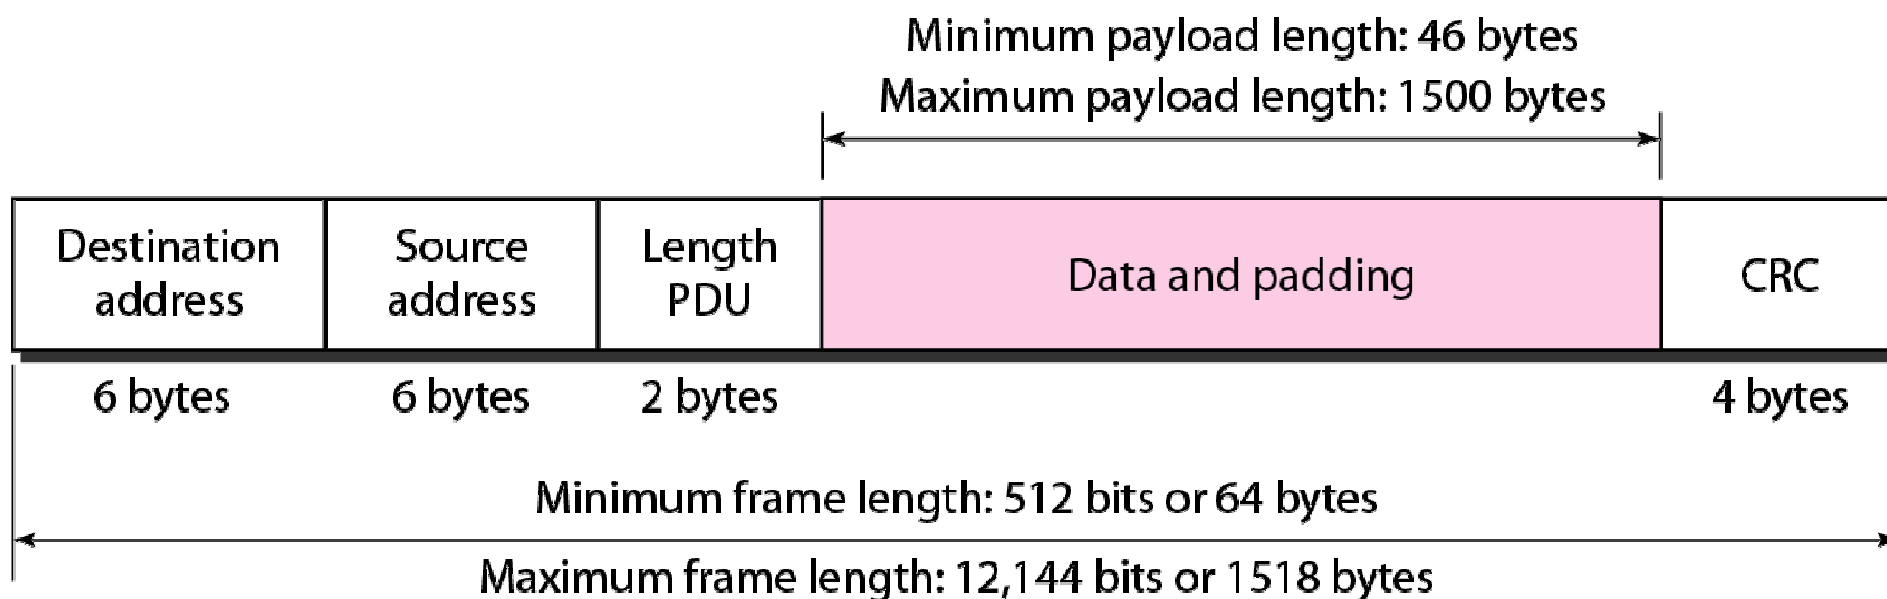 Minimum payload length: 46 bytes
Maximum payload length: 1500 bytes
Destination
address
Source
address
Length
PDU
Data and padding
CRC
6 bytes
6 bytes
2 bytes
4 bytes
Minimum frame length: 512 bits or 64 bytes
Maximum frame length: 12,144 bits or 1518 bytes